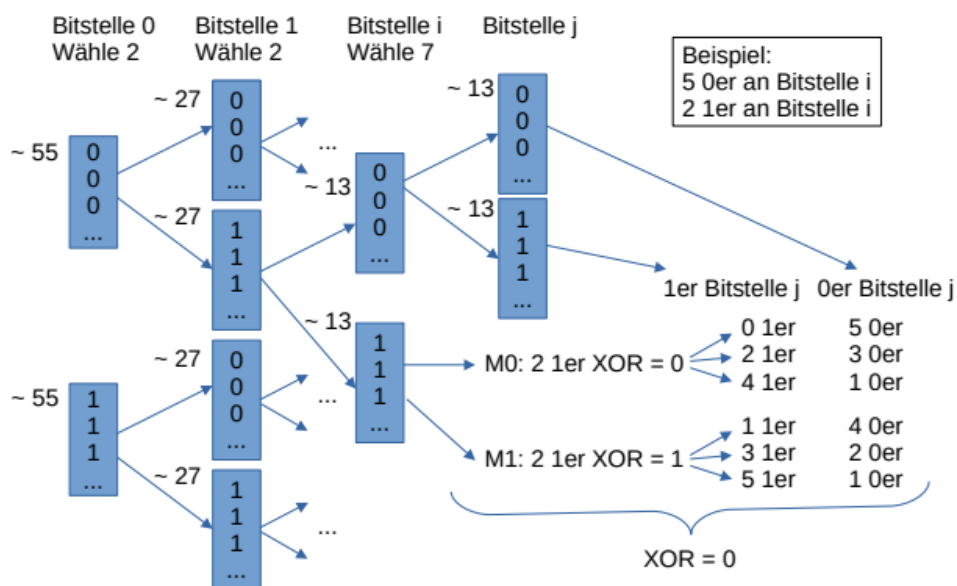 Bitstelle 0
Wähle 2
Bitstelle 1
Wähle 2
Bitstelle i
Wähle 7
Bitstelle j
Beispiel:
5 0er an Bitstelle i
2 1er an Bitstelle i
~ 55
0
0
0
...
~ 55
1
1
1
...
~ 27
0
0
0
...
~ 27
1
1
1
...
~ 27
0
0
0
...
~ 27
1
1
1
...
...
...
...
~ 13
0
0
0
...
~ 13
1
1
1
...
~ 13
0
0
0
...
~ 13
1
1
1
...
1er Bitstelle j 0er Bitstelle j
M0: 2 1er XOR = 0
0 1er 5 0er
2 1er 3 0er
4 1er 1 0er
M1: 2 1er XOR = 1
1 1er 4 0er
3 1er 2 0er
5 1er 1 0er
XOR = 0